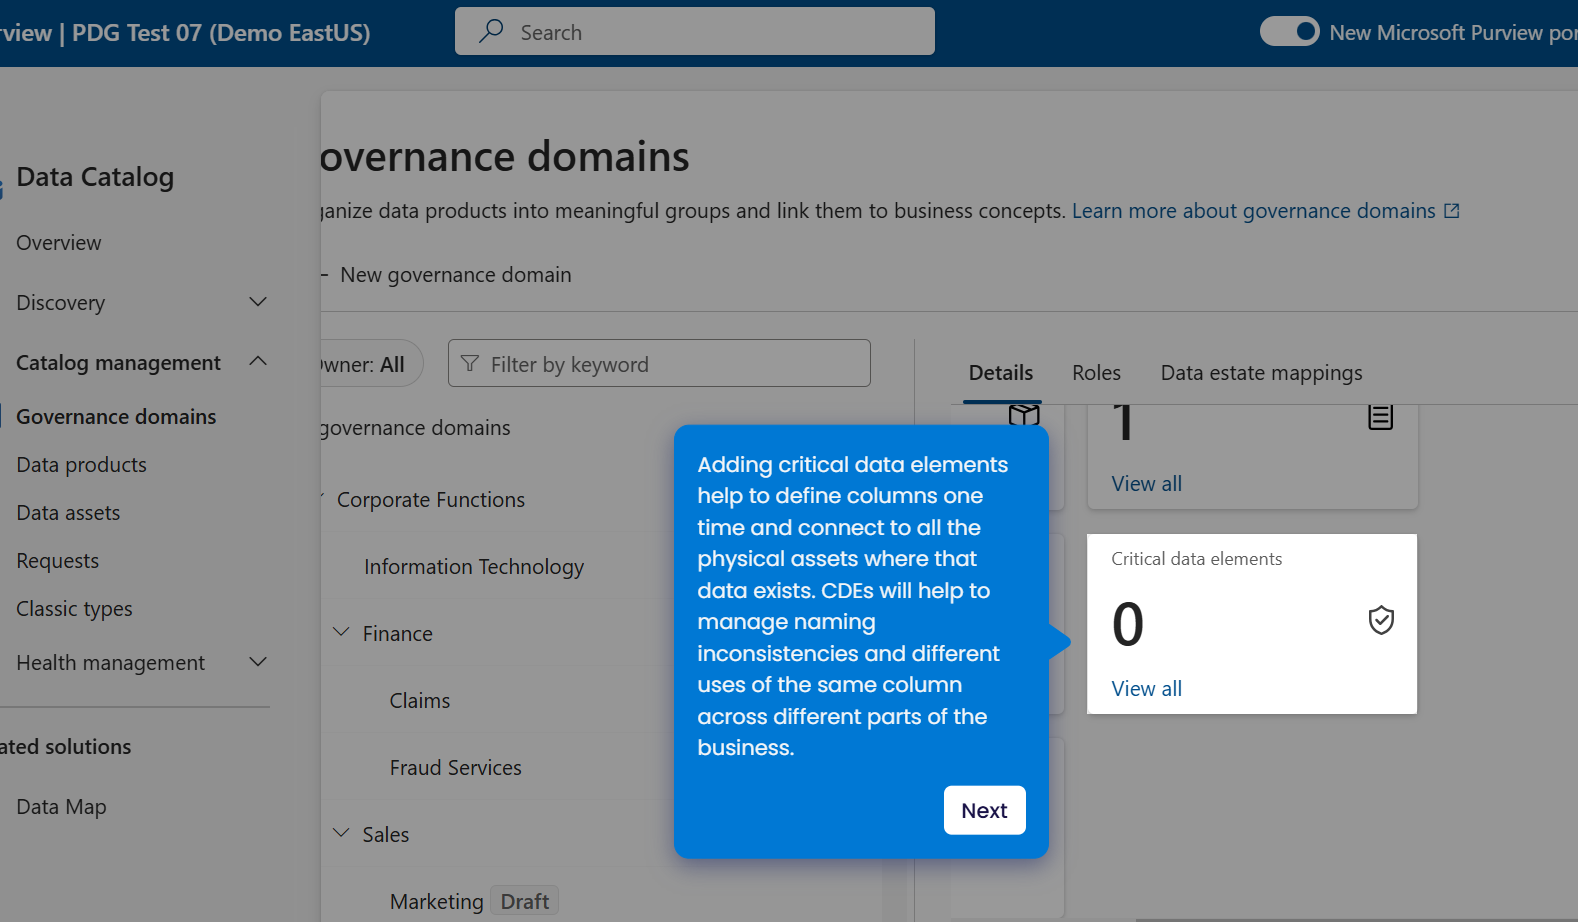 rview | PDG Test 07 (Demo EastUS)
Search
New Microsoft Purview por
Data Catalog
Overview
Discovery
Catalog management
Governance domains
Data products
Data assets
Requests
Classic types
Health management
ated solutions
Data Map
overnance domains
ganize data products into meaningful groups and link them to business concepts. Learn more about governance domains
New governance domain
Owner: All
Filter by keyword
governance domains
Corporate Functions
Information Technology
Finance
Claims
Fraud Services
Sales
Marketing Draft
Details Roles Data estate mappings
1
View all
Critical data elements
0
View all
Adding critical data elements
help to define columns one
time and connect to all the
physical assets where that
data exists. CDEs will help to
manage naming
inconsistencies and different
uses of the same column
across different parts of the
business.
Next